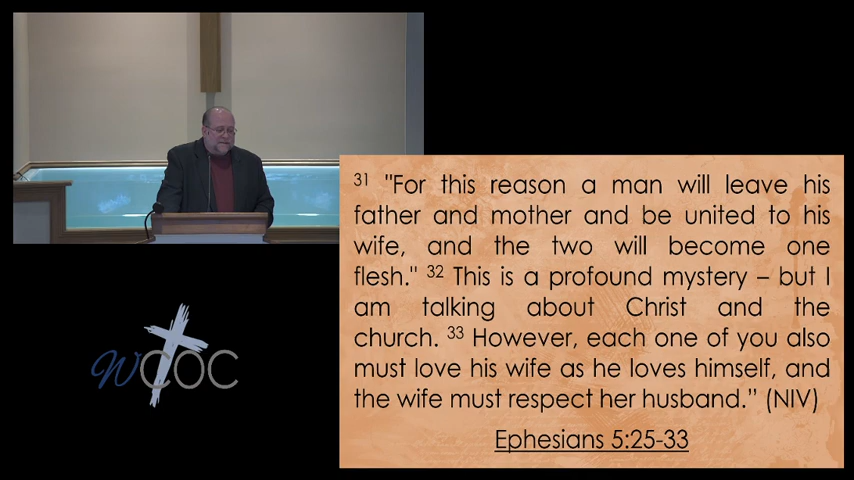 31 "For this reason a man will leave his
father and mother and be united to his
wife, and the two will become one
flesh." 32 This is a profound mystery – but I
am talking about Christ and the
church. 33 However, each one of you also
must love his wife as he loves himself, and
the wife must respect her husband.” (NIV)
Ephesians 5:25-33
WCOC